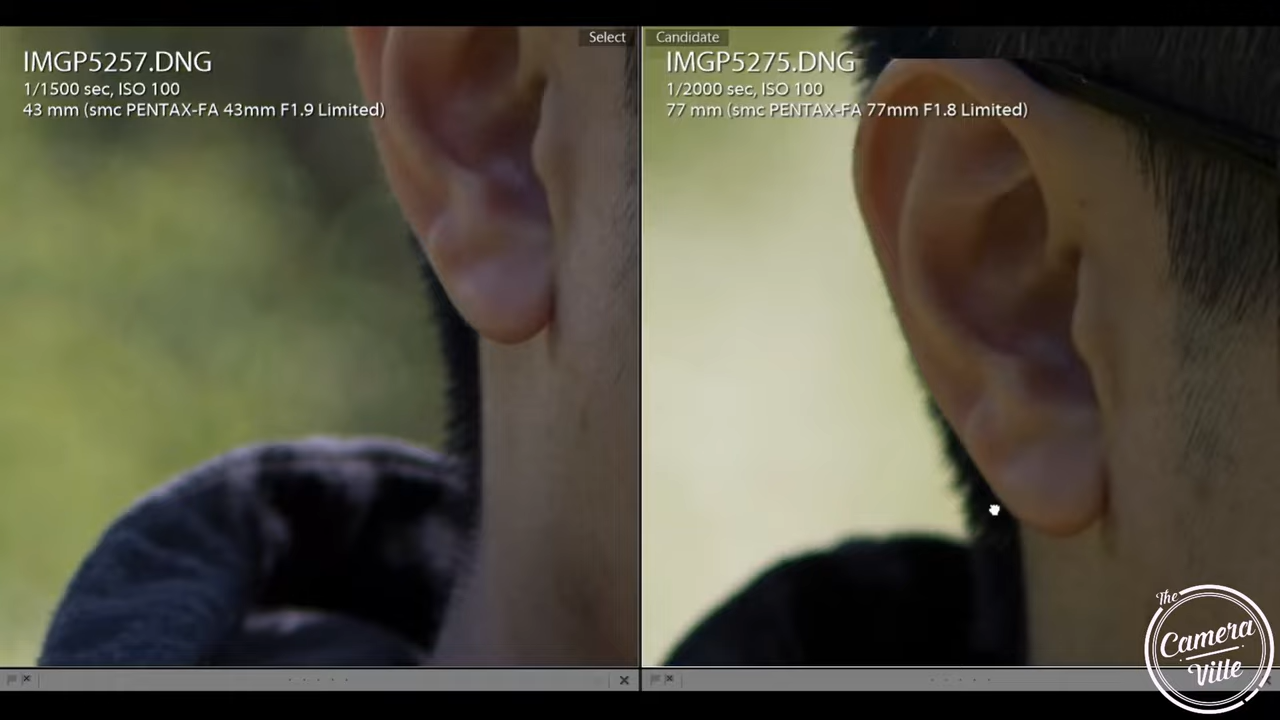 Select
IMGP5257.DNG
1/1500 sec, ISO 100
43 mm (smc PENTAX-FA 43mm F1.9 Limited)
Candidate
IMGP5275.DNG
1/2000 sec, ISO 100
77 mm (smc PENTAX-FA 77mm F1.8 Limited)
The
Camera
Ville